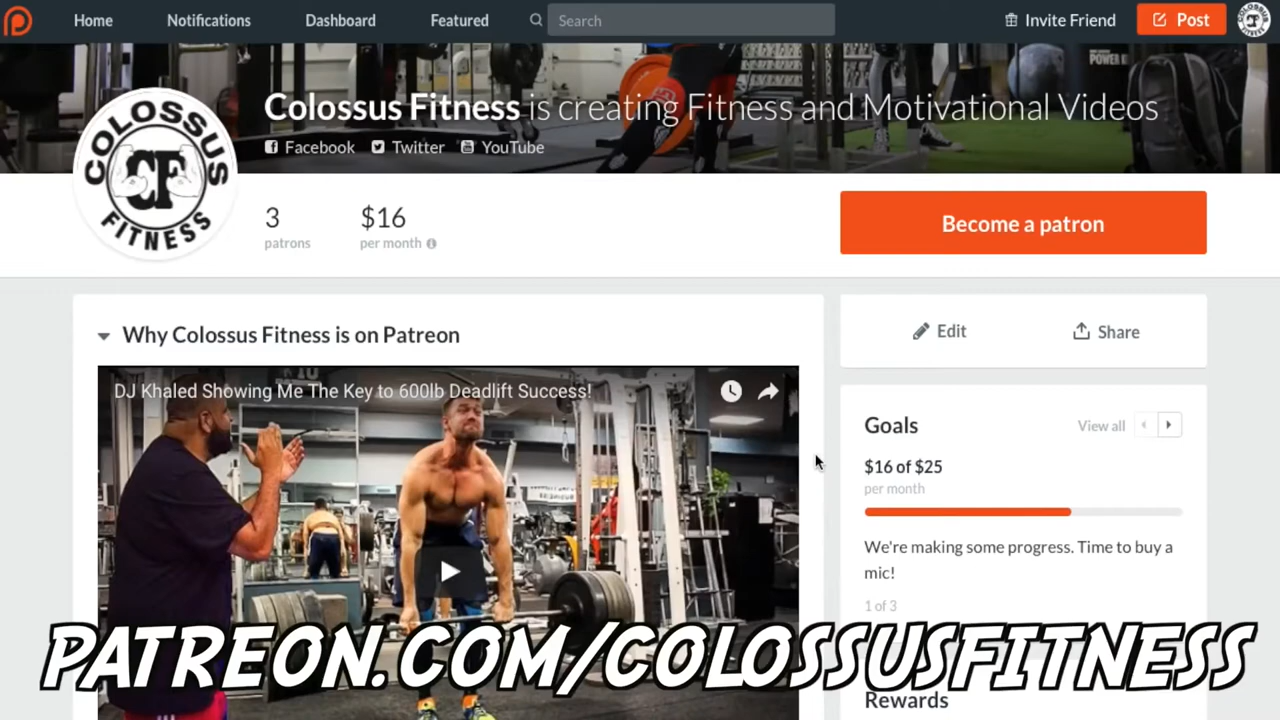 Home Notifications Dashboard Featured Search Invite Friend Post
Colossus Fitness is creating Fitness and Motivational Videos
Facebook Twitter YouTube
COLOSSUS
CF
FITNESS
3 $16
patrons per month
Become a patron
Why Colossus Fitness is on Patreon
Edit Share
DJ Khaled Showing Me The Key to 600lb Deadlift Success!
Goals View all
$16 of $25
per month
We're making some progress. Time to buy a
mic!
1 of 3
PATREON.COM/COLOSSUSFITNESS
Rewards